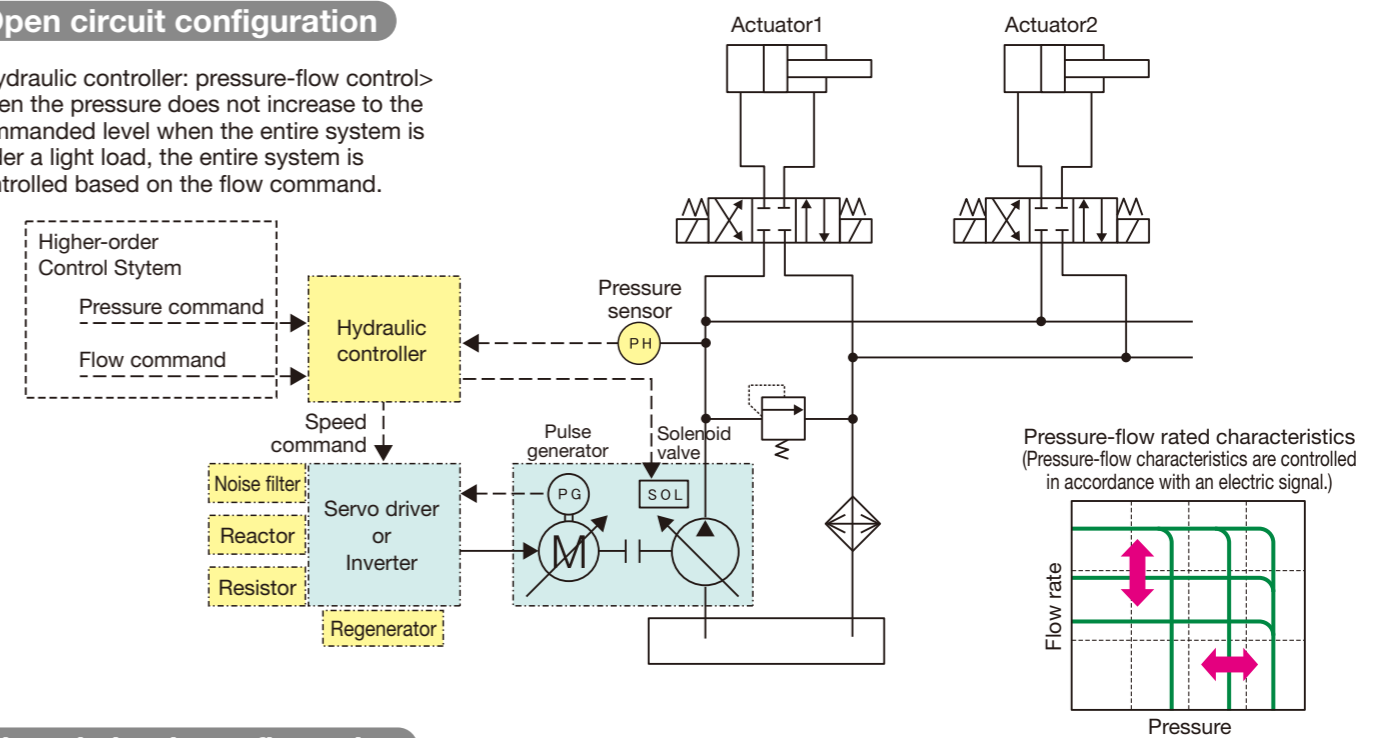 Open circuit configuration
Actuator1
Actuator2
ydraulic controller: pressure-flow control>
en the pressure does not increase to the
mmanded level when the entire system is
der a light load, the entire system is
ntrolled based on the flow command.
Higher-order
Control Stytem
Pressure command
Flow command
Hydraulic
controller
Pressure
sensor
PH
Speed
command
Pulse
generator
Solenoid
valve
Noise filter
Reactor
Resistor
Servo driver
or
Inverter
Regenerator
PG
SOL
M
Pressure-flow rated characteristics
(Pressure-flow characteristics are controlled
in accordance with an electric signal.)
Flow rate
Pressure